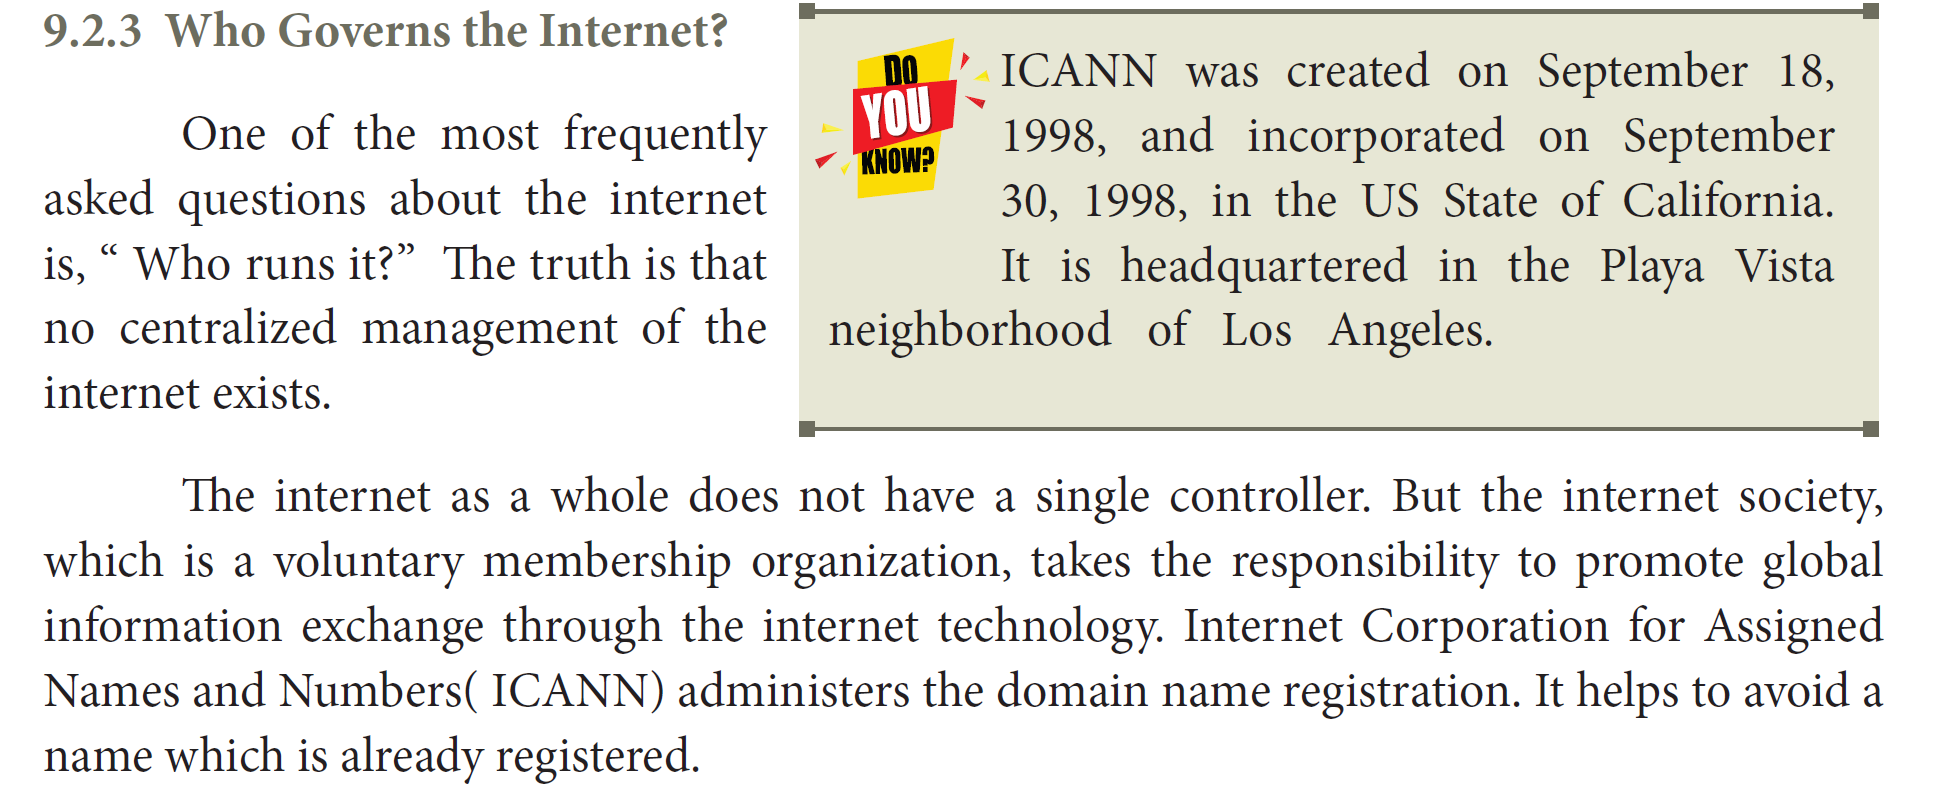 9.2.3 Who Governs the Internet?
One of the most frequently
asked questions about the internet
is, “ Who runs it?” The truth is that
no centralized management of the
internet exists.
DO
YOU
KNOW?
ICANN was created on September 18,
1998, and incorporated on September
30, 1998, in the US State of California.
It is headquartered in the Playa Vista
neighborhood of Los Angeles.
The internet as a whole does not have a single controller. But the internet society,
which is a voluntary membership organization, takes the responsibility to promote global
information exchange through the internet technology. Internet Corporation for Assigned
Names and Numbers( ICANN) administers the domain name registration. It helps to avoid a
name which is already registered.